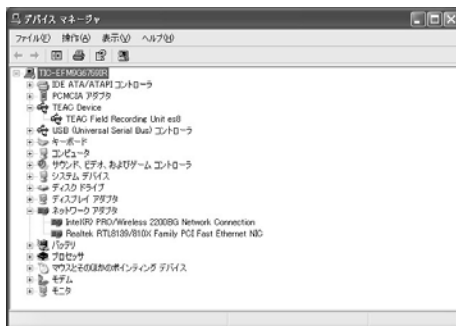 デバイス マネージャ
ファイル(F) 操作(A) 表示(V) ヘルプ(H)
IDE ATA/ATAPI コントローラ
PCMCIA アダプタ
TEAC Device
TEAC Field Recording Unit es8
USB (Universal Serial Bus) コントローラ
キーボード
コンピュータ
サウンド、ビデオ、およびゲーム コントローラ
システム デバイス
ディスク ドライブ
ディスプレイ アダプタ
ネットワーク アダプタ
Intel(R) PRO/Wireless 2200BG Network Connection
Realtek RTL8139/810X Family PCI Fast Ethernet NIC
バッテリ
プロセッサ
マウスとそのほかのポインティング デバイス
モデム
モニタ